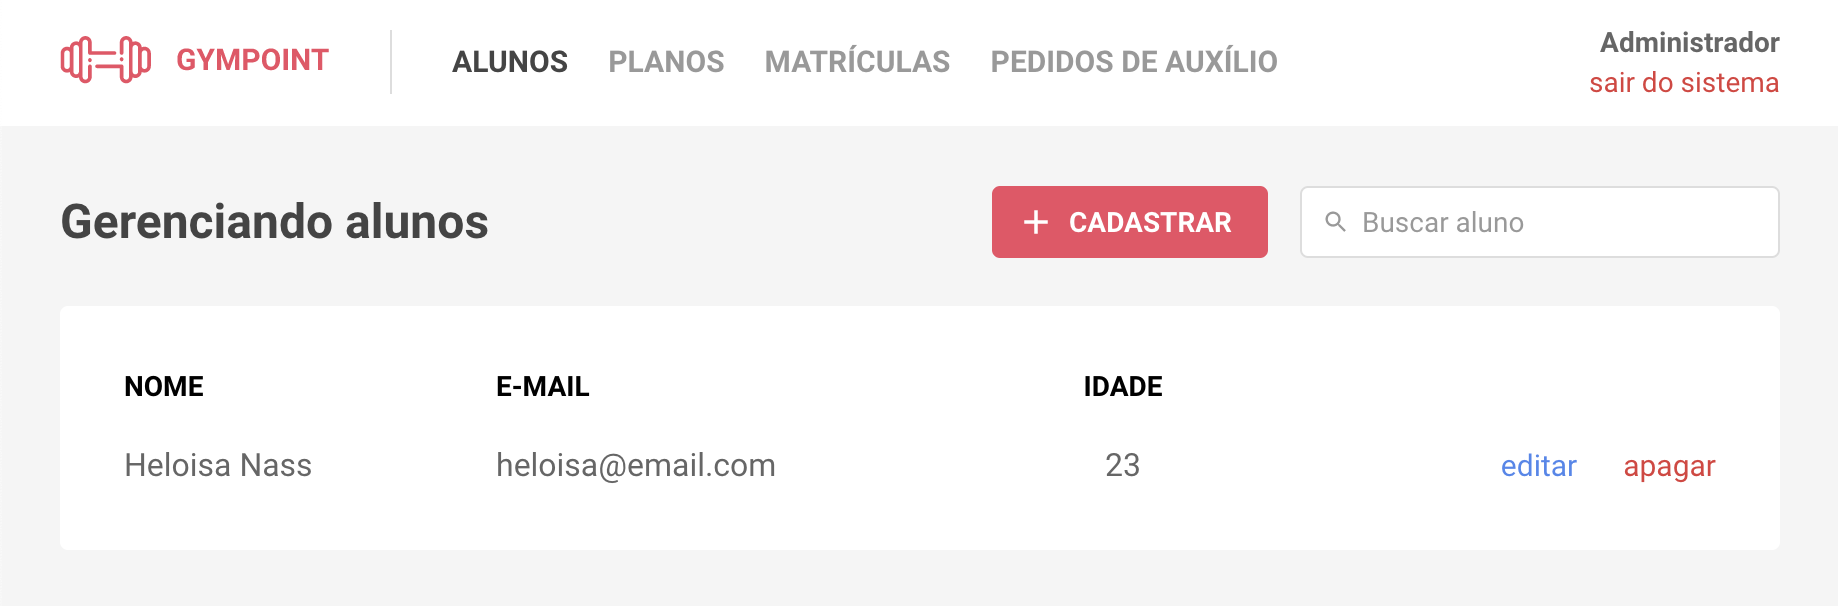 GYMPOINT
ALUNOS PLANOS MATRÍCULAS PEDIDOS DE AUXÍLIO
Administrador
sair do sistema
Gerenciando alunos
CADASTRAR
Buscar aluno
NOME E-MAIL IDADE
Heloisa Nass heloisa@email.com 23 editar apagar